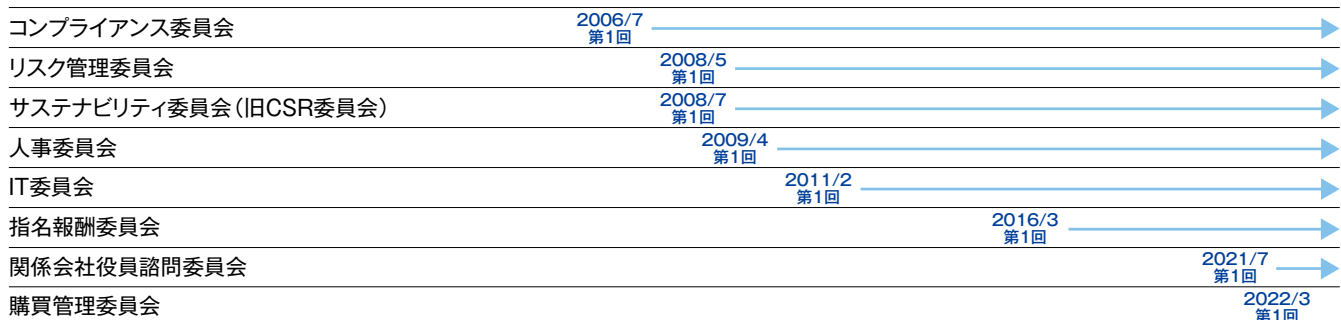 コンプライアンス委員会
2006/7
第1回
リスク管理委員会
2008/5
第1回
サステナビリティ委員会（旧CSR委員会）
2008/7
第1回
人事委員会
2009/4
第1回
IT委員会
2011/2
第1回
指名報酬委員会
2016/3
第1回
関係会社役員諮問委員会
2021/7
第1回
購買管理委員会
2022/3
第1回